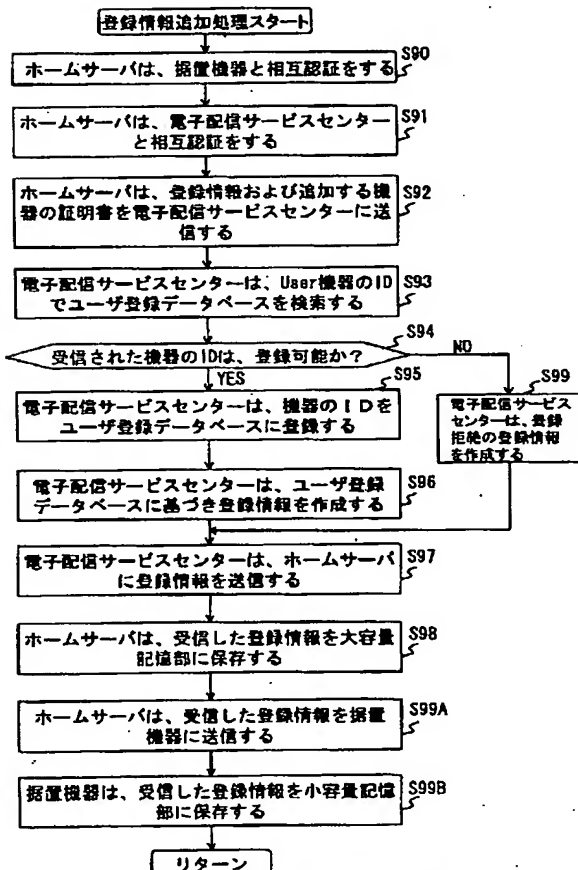 登録情報追加処理スタート
S90
ホームサーバは、据置機器と相互認証をする
S91
ホームサーバは、電子配信サービスセンター
と相互認証をする
S92
ホームサーバは、登録情報および追加する機
器の証明書を電子配信サービスセンターに送
信する
S93
電子配信サービスセンターは、User機器のID
でユーザ登録データベースを検索する
S94
受信された機器のIDは、登録可能か?
NO
YES
S95
電子配信サービスセンターは、機器のIDを
ユーザ登録データベースに登録する
S99
電子配信サービス
センターは、登録
拒絶の登録情報
を作成する
S96
電子配信サービスセンターは、ユーザ登録
データベースに基づき登録情報を作成する
S97
電子配信サービスセンターは、ホームサーバ
に登録情報を送信する
S98
ホームサーバは、受信した登録情報を大容量
記憶部に保存する
S99A
ホームサーバは、受信した登録情報を据置
機器に送信する
S99B
据置機器は、受信した登録情報を小容量記憶
部に保存する
リターン